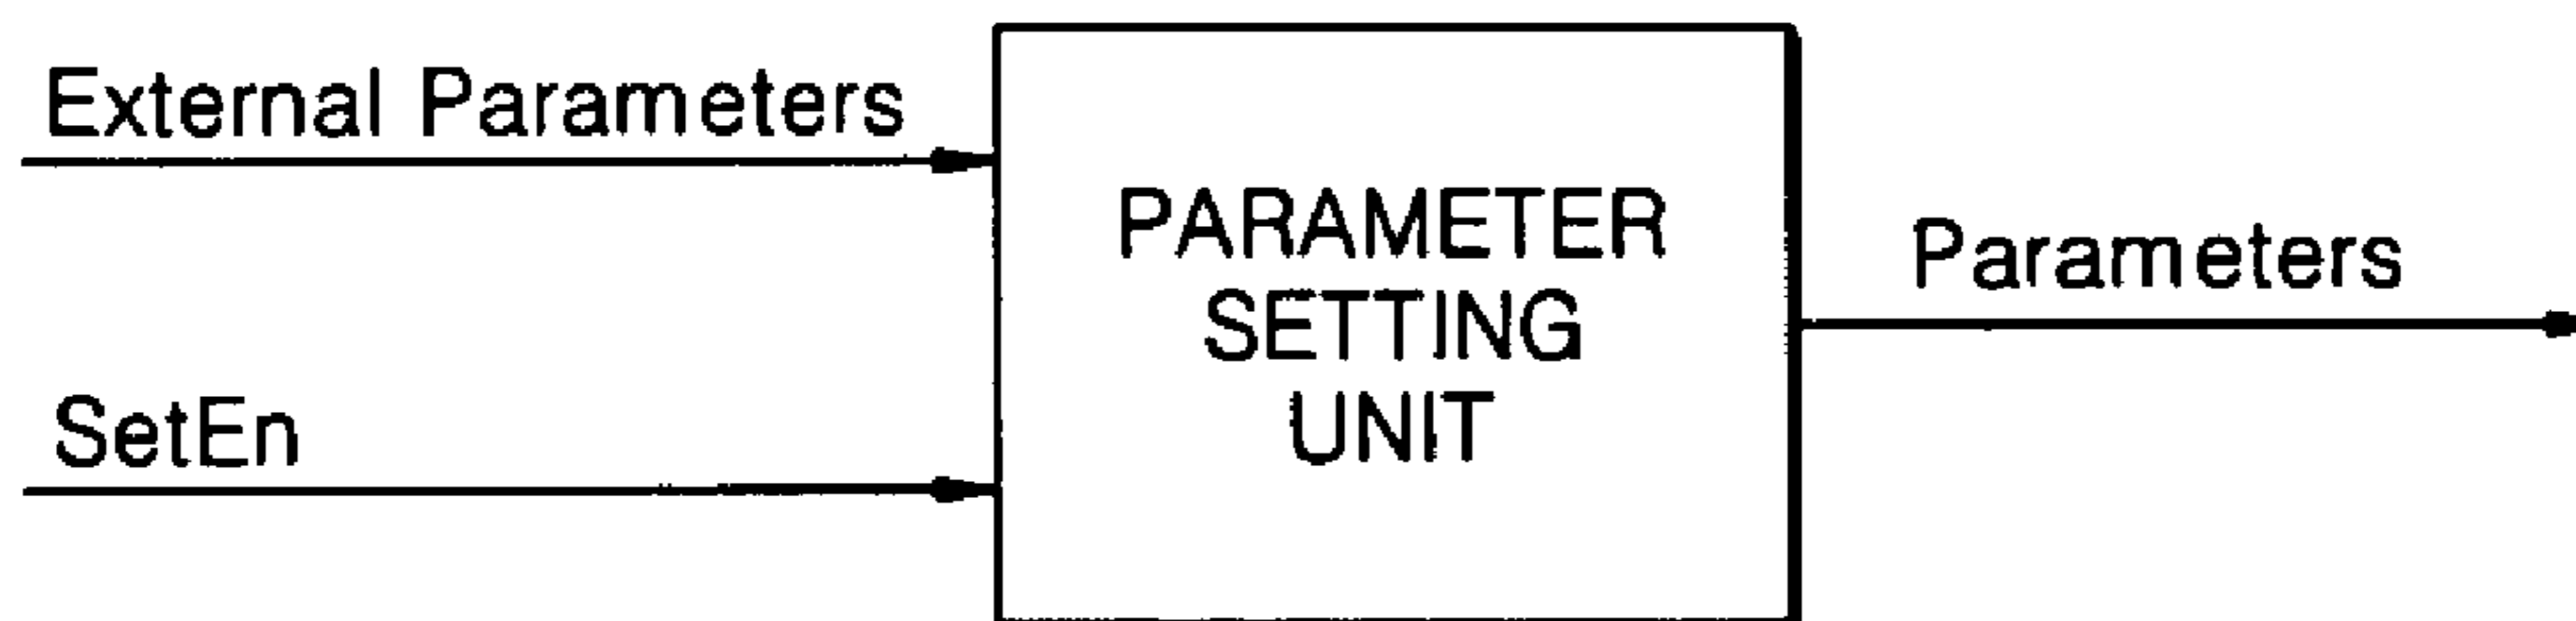 External Parameters
SetEn
PARAMETER
SETTING
UNIT
Parameters